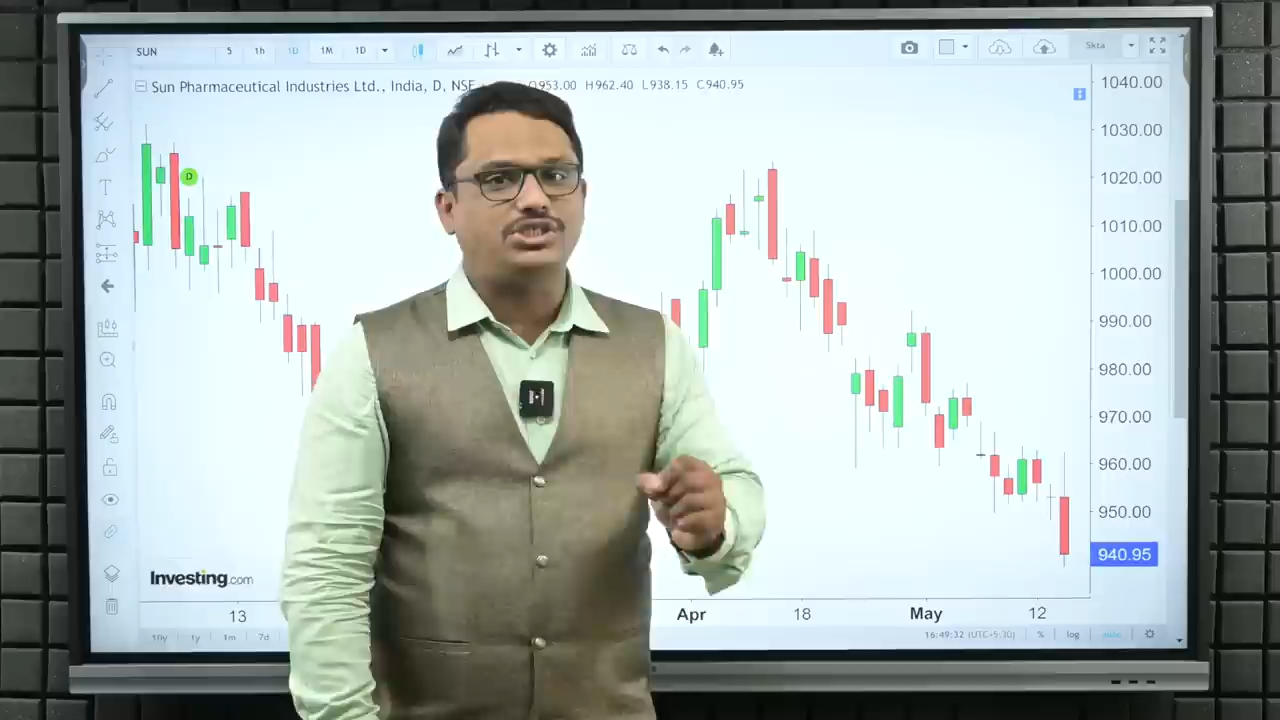 SUN 5 1h 1D 1M 1D 5kta
Sun Pharmaceutical Industries Ltd., India, D, NSE O953.00 H962.40 L938.15 C940.95
D
T
1040.00
1030.00
1020.00
1010.00
1000.00
990.00
980.00
970.00
960.00
950.00
940.95
Investing.com
13 Apr 18 May 12
10y 1y 1m 7d 16:49:32 (UTC+5:30) % log auto